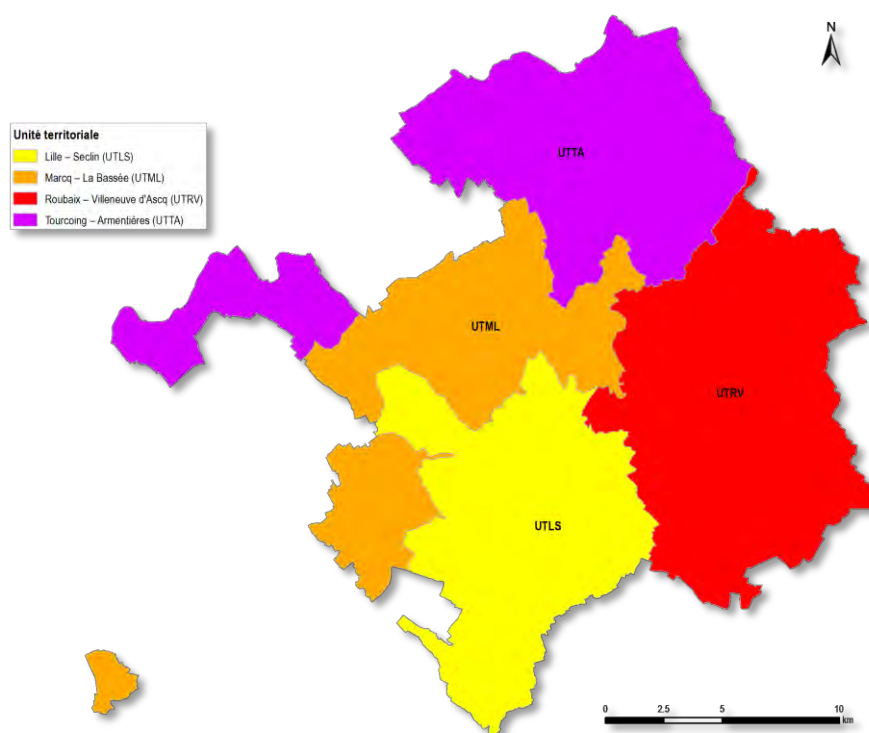 N
Unité territoriale
Lille – Seclin (UTLS)
Marcq – La Bassée (UTML)
Roubaix – Villeneuve d'Ascq (UTRV)
Tourcoing – Armentières (UTTA)
UTTA
UTML
UTRV
UTLS
0 2.5 5 10
km